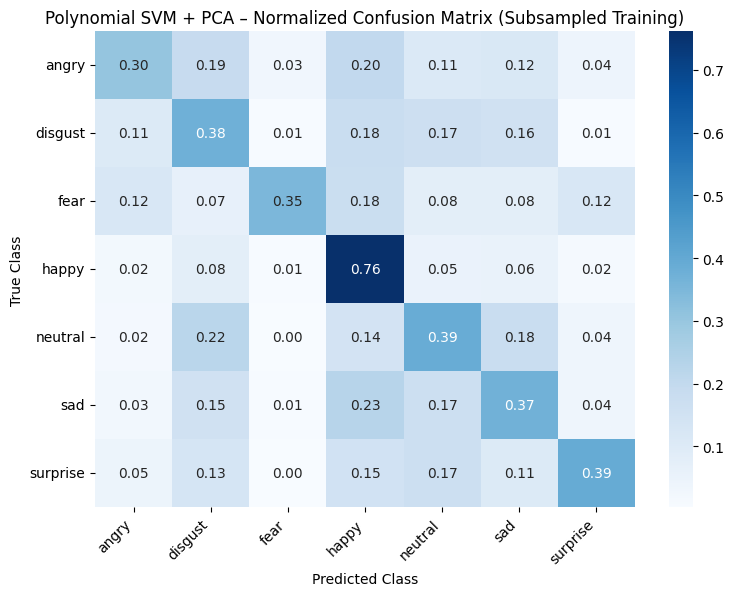 Polynomial SVM + PCA – Normalized Confusion Matrix (Subsampled Training)
True Class
angry 0.30 0.19 0.03 0.20 0.11 0.12 0.04
disgust 0.11 0.38 0.01 0.18 0.17 0.16 0.01
fear 0.12 0.07 0.35 0.18 0.08 0.08 0.12
happy 0.02 0.08 0.01 0.76 0.05 0.06 0.02
neutral 0.02 0.22 0.00 0.14 0.39 0.18 0.04
sad 0.03 0.15 0.01 0.23 0.17 0.37 0.04
surprise 0.05 0.13 0.00 0.15 0.17 0.11 0.39
angry disgust fear happy neutral sad surprise
Predicted Class
0.7
0.6
0.5
0.4
0.3
0.2
0.1